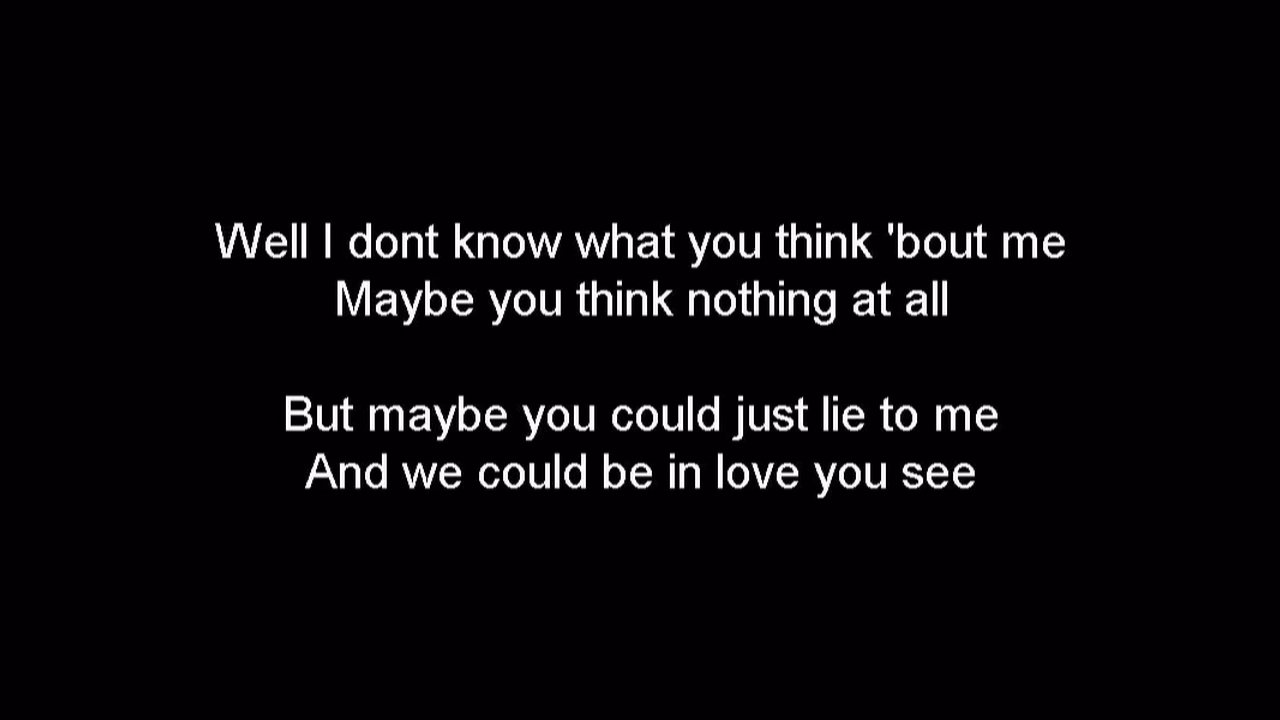 Well I dont know what you think 'bout me
Maybe you think nothing at all
But maybe you could just lie to me
And we could be in love you see